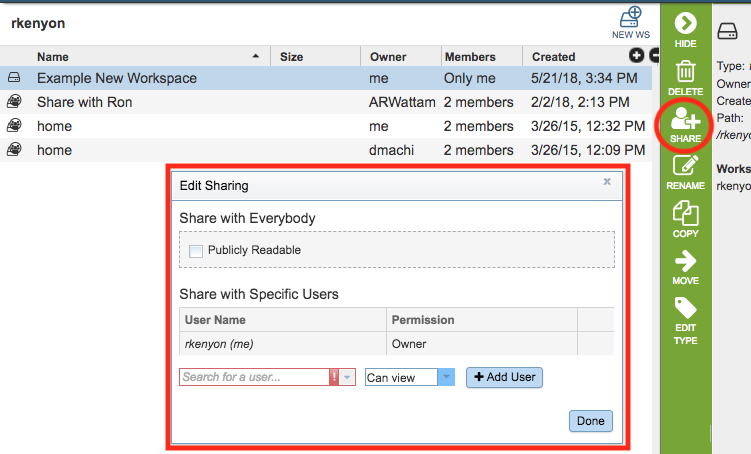 rkenyon
NEW WS
Name Size Owner Members Created
Example New Workspace me Only me 5/21/18, 3:34 PM
Share with Ron ARWattam 2 members 2/2/18, 2:13 PM
home me 2 members 3/26/15, 12:32 PM
home dmachi 2 members 3/26/15, 12:09 PM
Edit Sharing x
Share with Everybody
Publicly Readable
Share with Specific Users
User Name Permission
rkenyon (me) Owner
Search for a user... ! Can view + Add User
Done
HIDE
DELETE
SHARE
RENAME
COPY
MOVE
EDIT
TYPE
Type:
Owner
Create
Path:
/rkenyo
Works
rkenyon